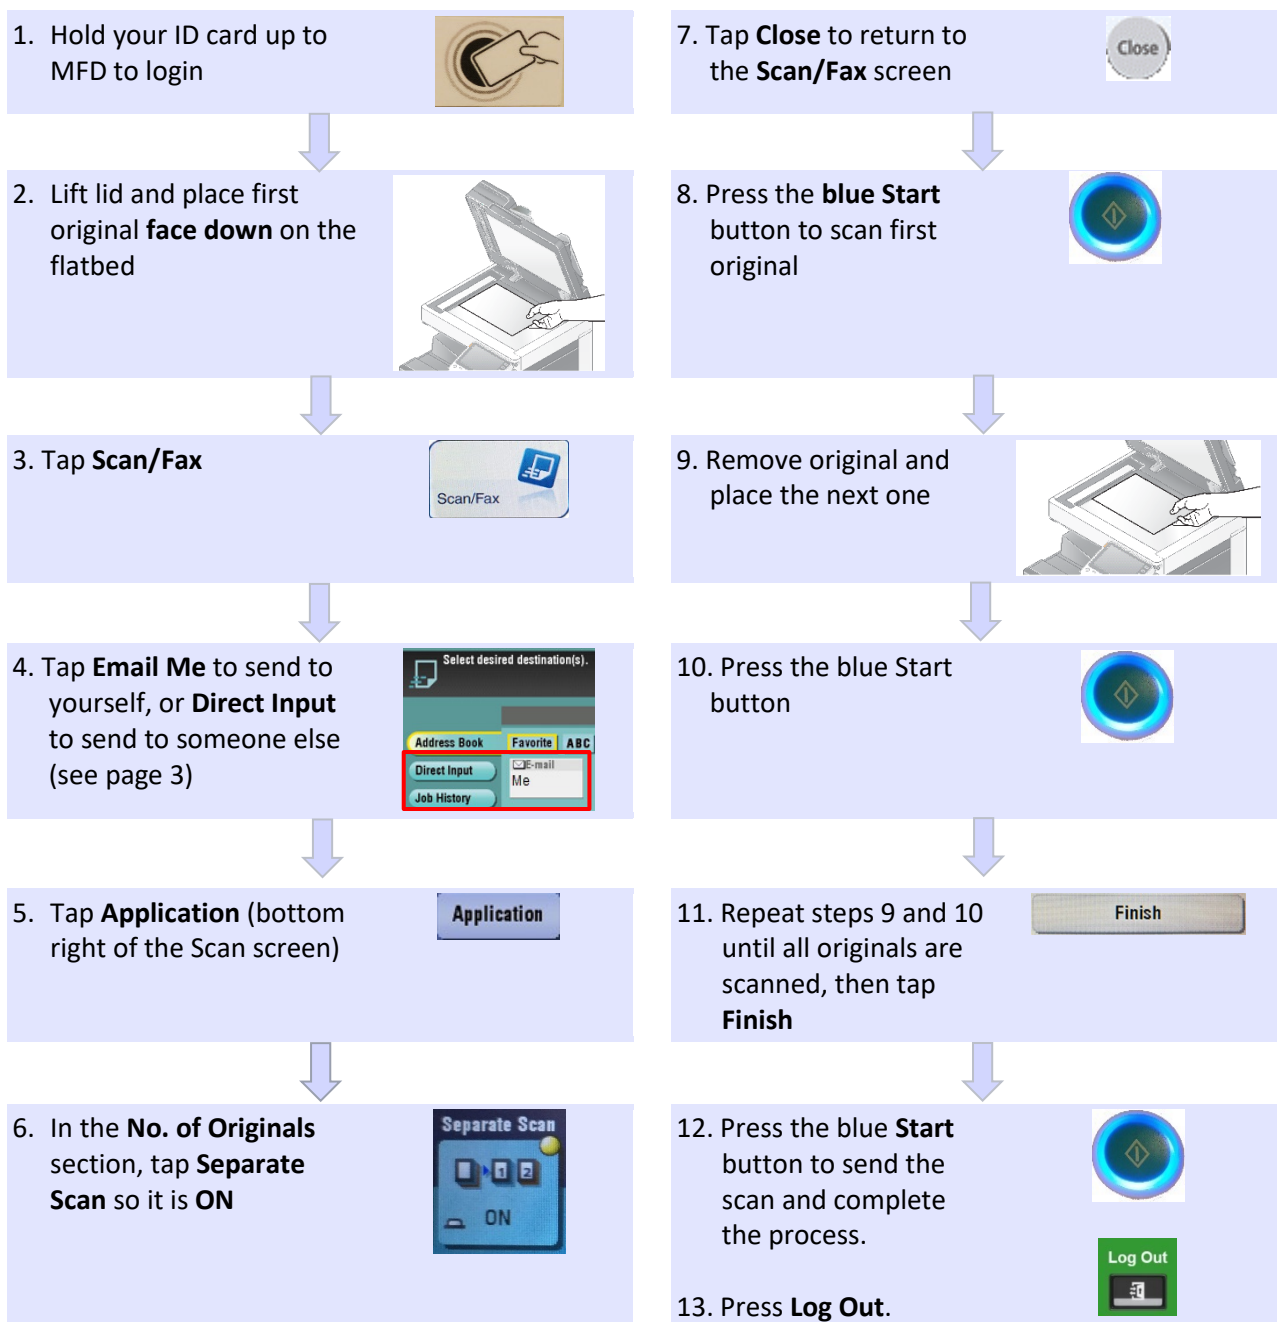 1. Hold your ID card up to
MFD to login
2. Lift lid and place first
original face down on the
flatbed
3. Tap Scan/Fax
Scan/Fax
4. Tap Email Me to send to
yourself, or Direct Input
to send to someone else
(see page 3)
Select desired destination(s).
Address Book
Favorite
ABC
Direct Input
E-mail
Me
Job History
5. Tap Application (bottom
right of the Scan screen)
Application
6. In the No. of Originals
section, tap Separate
Scan so it is ON
Separate Scan
1 2
ON
7. Tap Close to return to
the Scan/Fax screen
Close
8. Press the blue Start
button to scan first
original
9. Remove original and
place the next one
10. Press the blue Start
button
11. Repeat steps 9 and 10
until all originals are
scanned, then tap
Finish
Finish
12. Press the blue Start
button to send the
scan and complete
the process.
Log Out
13. Press Log Out.